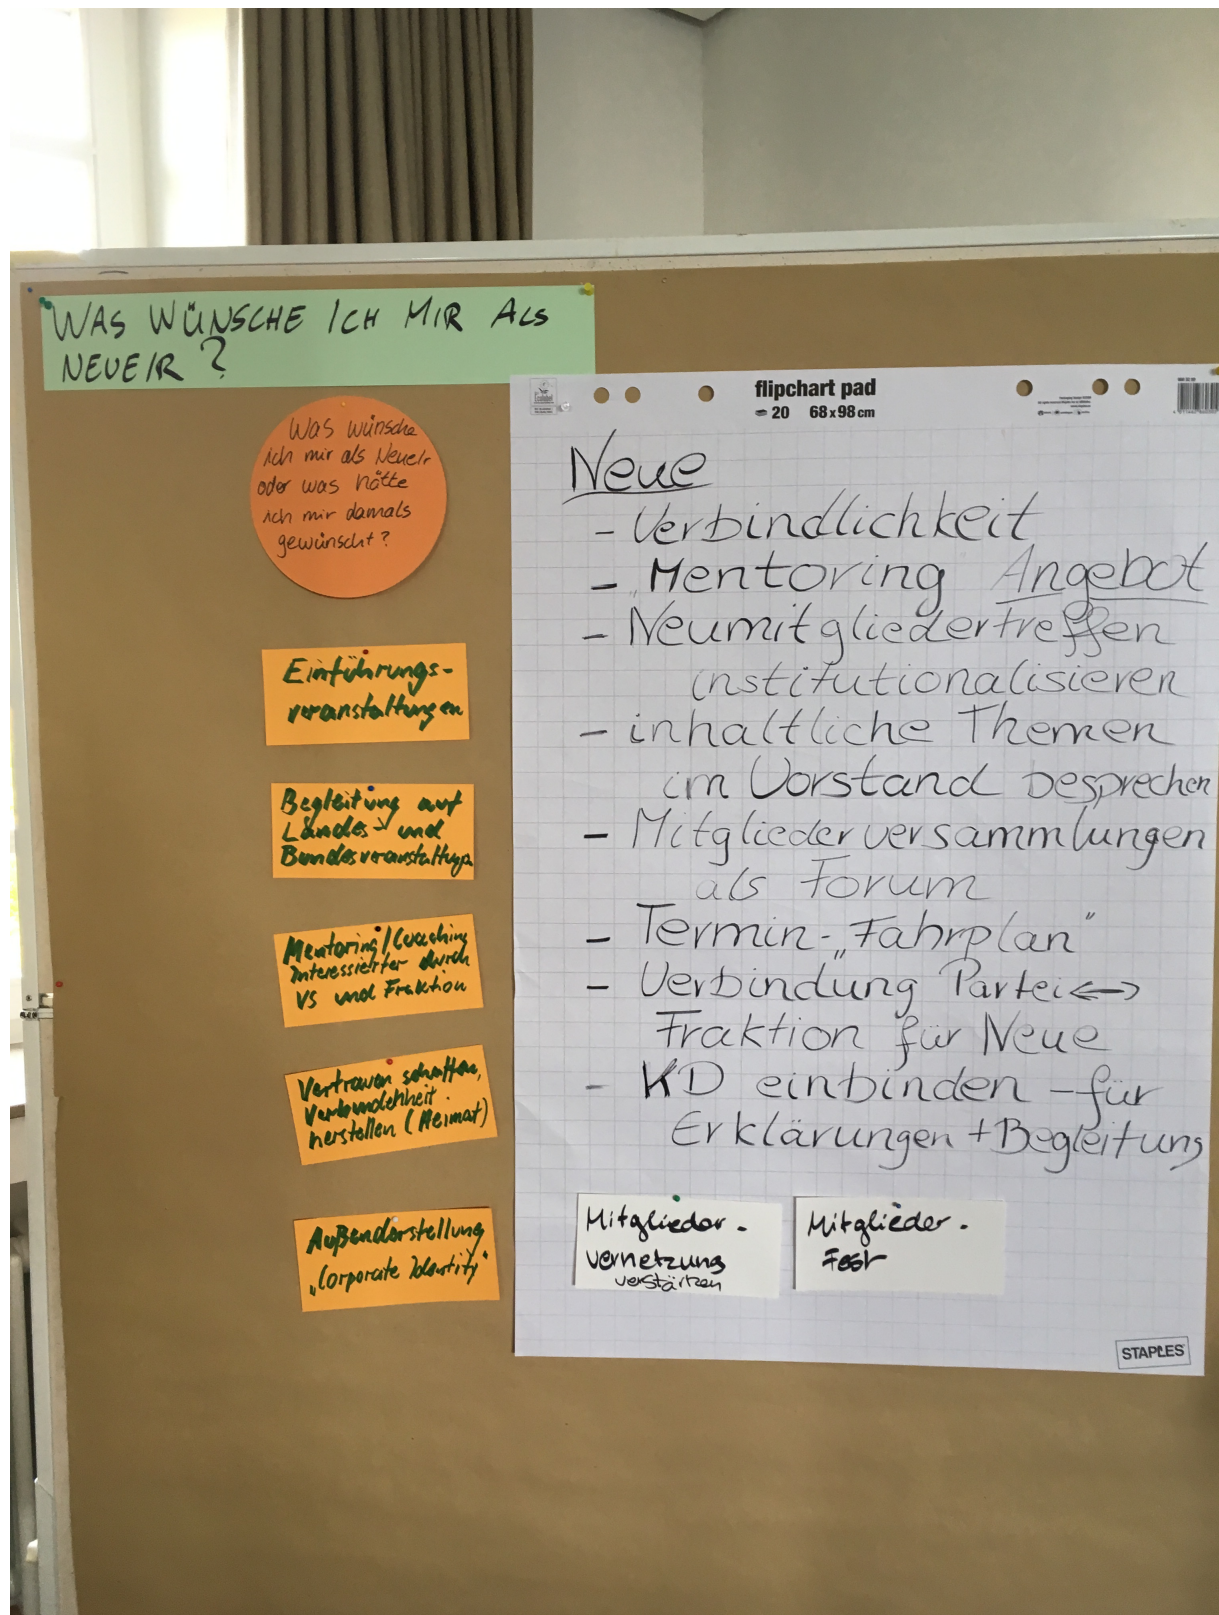 WAS WÜNSCHE ICH MIR ALS
NEUE/R ?
Was wünsche
ich mir als Neue/r
oder was hätte
ich mir damals
gewünscht?
Einführungs-
veranstaltungen
Begleitung auf
Landes- und
Bundesveranstaltungen
Mentoring/Coaching
Interessierter durch
VS und Fraktion
Vertrauen schaffen,
Verbundenheit
herstellen (Heimat)
Außendarstellung
„Corporate Identity"
flipchart pad
20 68 x 98 cm
Neue
- Verbindlichkeit
- Mentoring Angebot
- Neumitgliedertreffen
institutionalisieren
- inhaltliche Themen
im Vorstand besprechen
- Mitgliederversammlungen
als Forum
- Termin-„Fahrplan"
- Verbindung Partei <->
Fraktion für Neue
- KD einbinden - für
Erklärungen + Begleitung
Mitglieder-
vernetzung
verstärken
Mitglieder-
Fest
STAPLES